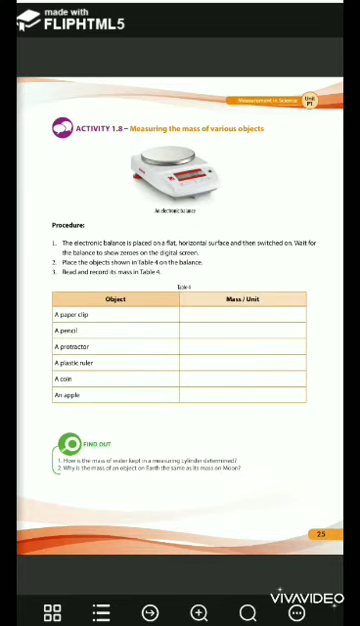 made with
FLIPHTML5
Measurement in Science
Unit
P1
ACTIVITY 1.8 – Measuring the mass of various objects
An electronic balance
Procedure:
1. The electronic balance is placed on a flat, horizontal surface and then switched on. Wait for
the balance to show zeroes on the digital screen.
2. Place the objects shown in Table 4 on the balance.
3. Read and record its mass in Table 4.
Table 4
Object Mass / Unit
A paper clip
A pencil
A protractor
A plastic ruler
A coin
An apple
FIND OUT
1. How is the mass of water kept in a measuring cylinder determined?
2. Why is the mass of an object on Earth the same as its mass on Moon?
25
VIVAVIDEO